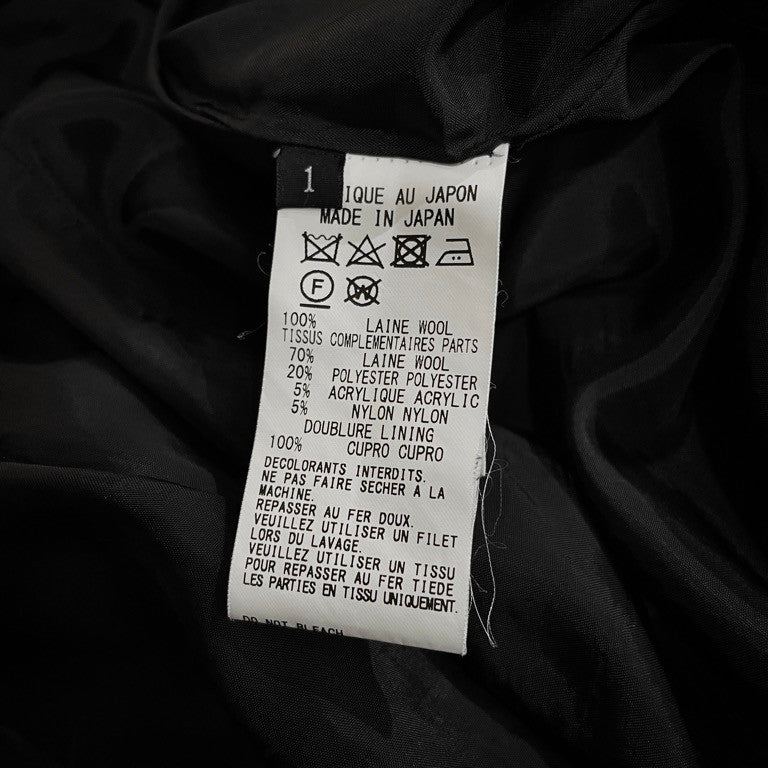 1
IQUE AU JAPON
MADE IN JAPAN
F
W
100% LAINE WOOL
TISSUS COMPLEMENTAIRES PARTS
70% LAINE WOOL
20% POLYESTER POLYESTER
5% ACRYLIQUE ACRYLIC
5% NYLON NYLON
DOUBLURE LINING
100% CUPRO CUPRO
DECOLORANTS INTERDITS.
NE PAS FAIRE SECHER A LA
MACHINE.
REPASSER AU FER DOUX.
VEUILLEZ UTILISER UN FILET
LORS DU LAVAGE.
VEUILLEZ UTILISER UN TISSU
POUR REPASSER AU FER TIEDE
LES PARTIES EN TISSU UNIQUEMENT.
DO NOT BLEACH